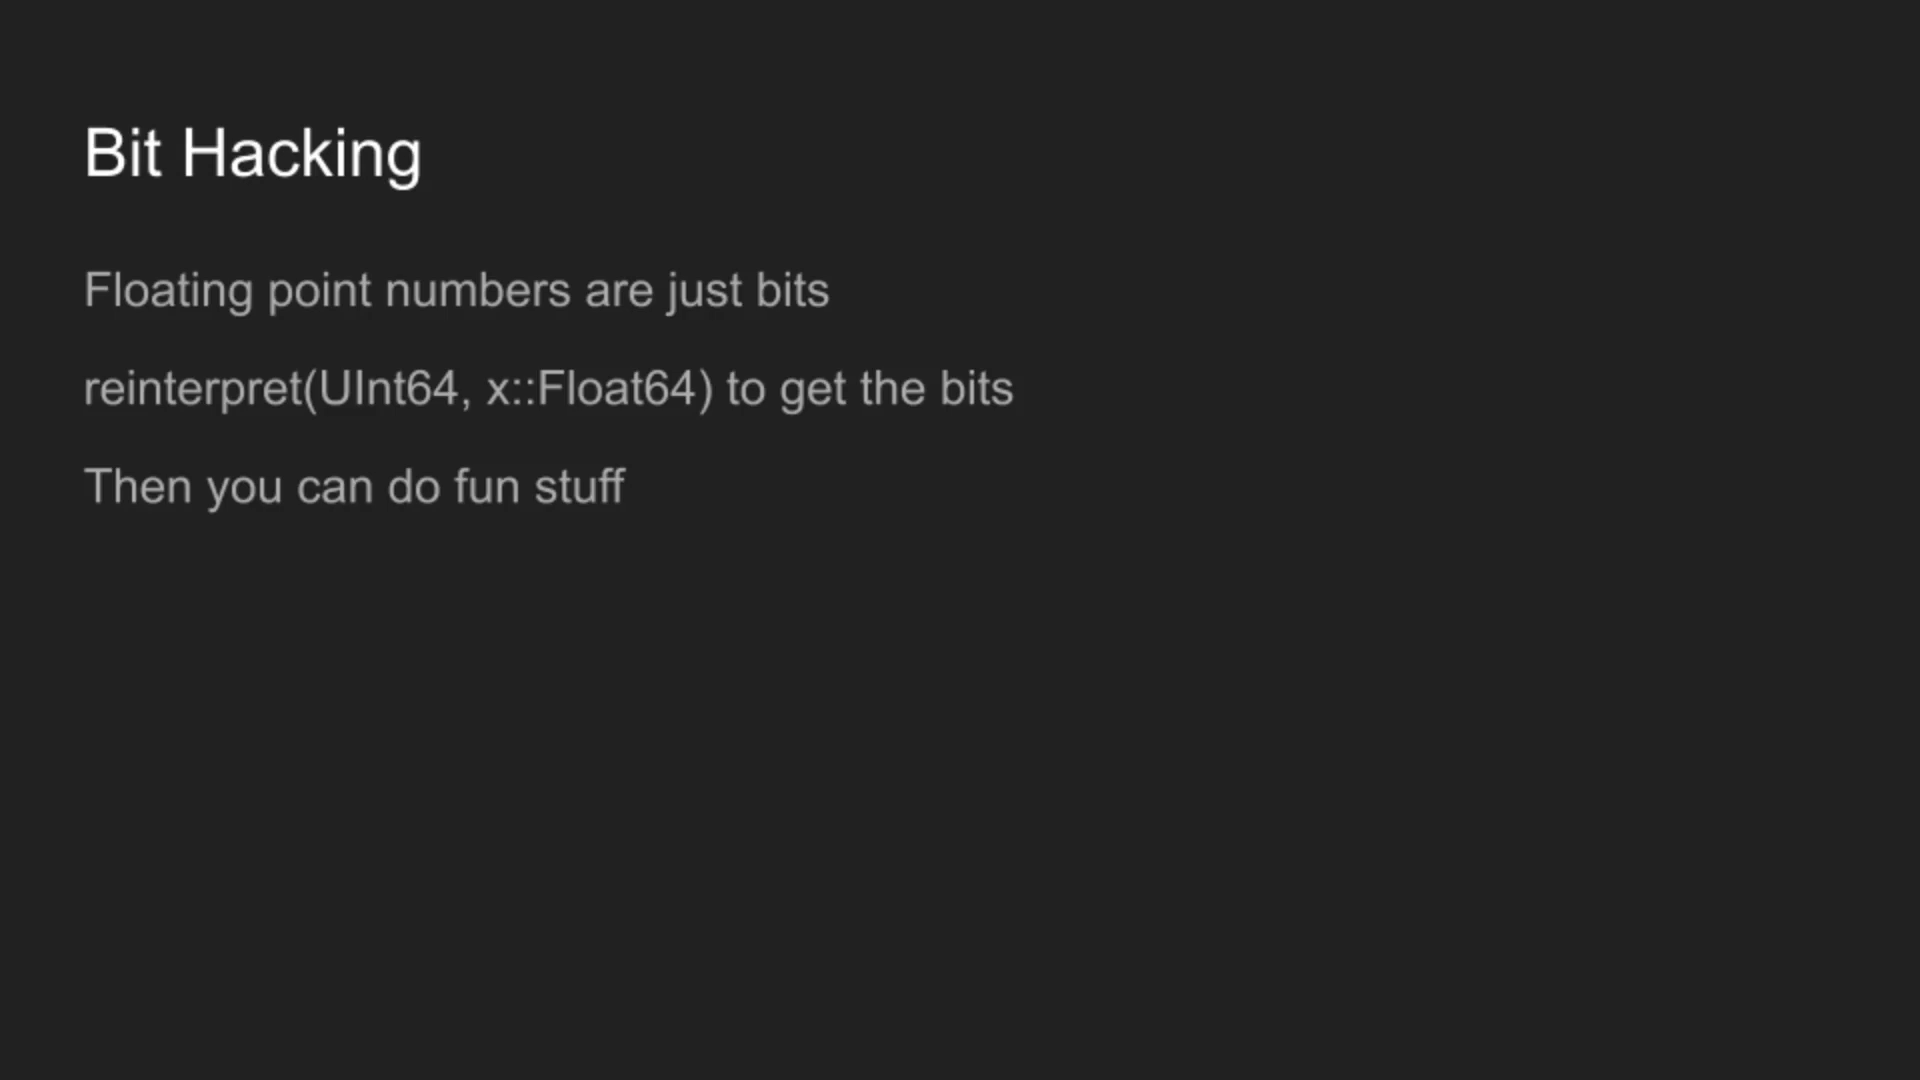 Bit Hacking
Floating point numbers are just bits
reinterpret(UInt64, x::Float64) to get the bits
Then you can do fun stuff